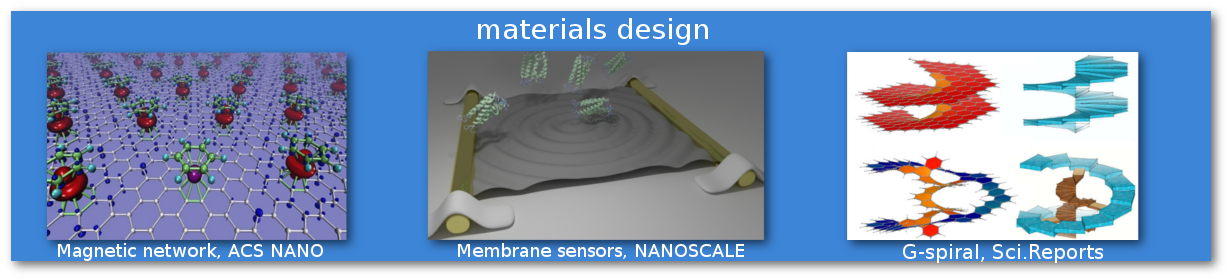 materials design
Magnetic network, ACS NANO
Membrane sensors, NANOSCALE
G-spiral, Sci.Reports